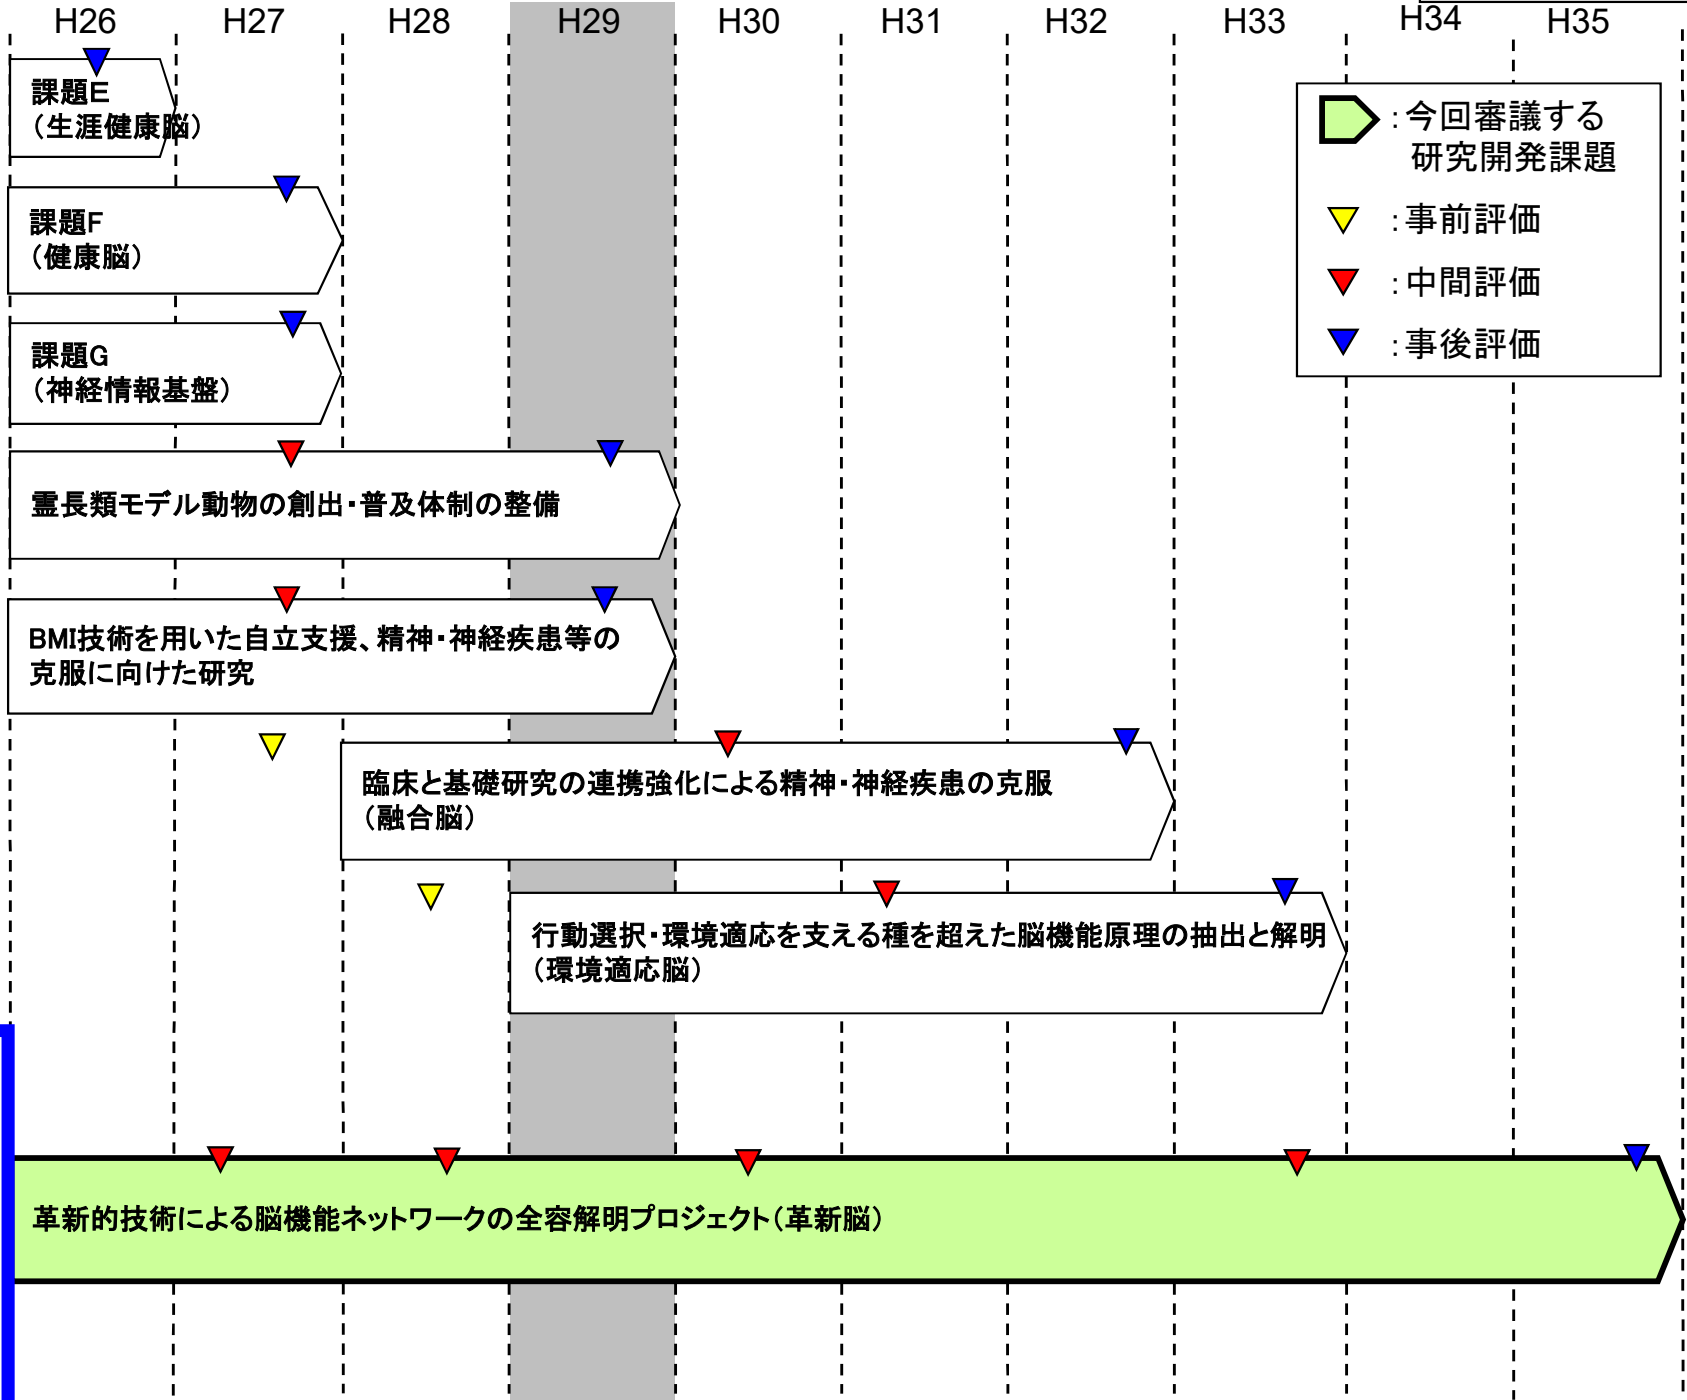 H26 H27 H28 H29 H30 H31 H32 H33 H34 H35
課題E
（生涯健康脳）
課題F
（健康脳）
課題G
（神経情報基盤）
霊長類モデル動物の創出・普及体制の整備
BMI技術を用いた自立支援、精神・神経疾患等の
克服に向けた研究
臨床と基礎研究の連携強化による精神・神経疾患の克服
（融合脳）
行動選択・環境適応を支える種を超えた脳機能原理の抽出と解明
（環境適応脳）
革新的技術による脳機能ネットワークの全容解明プロジェクト（革新脳）
：今回審議する
研究開発課題
：事前評価
：中間評価
：事後評価